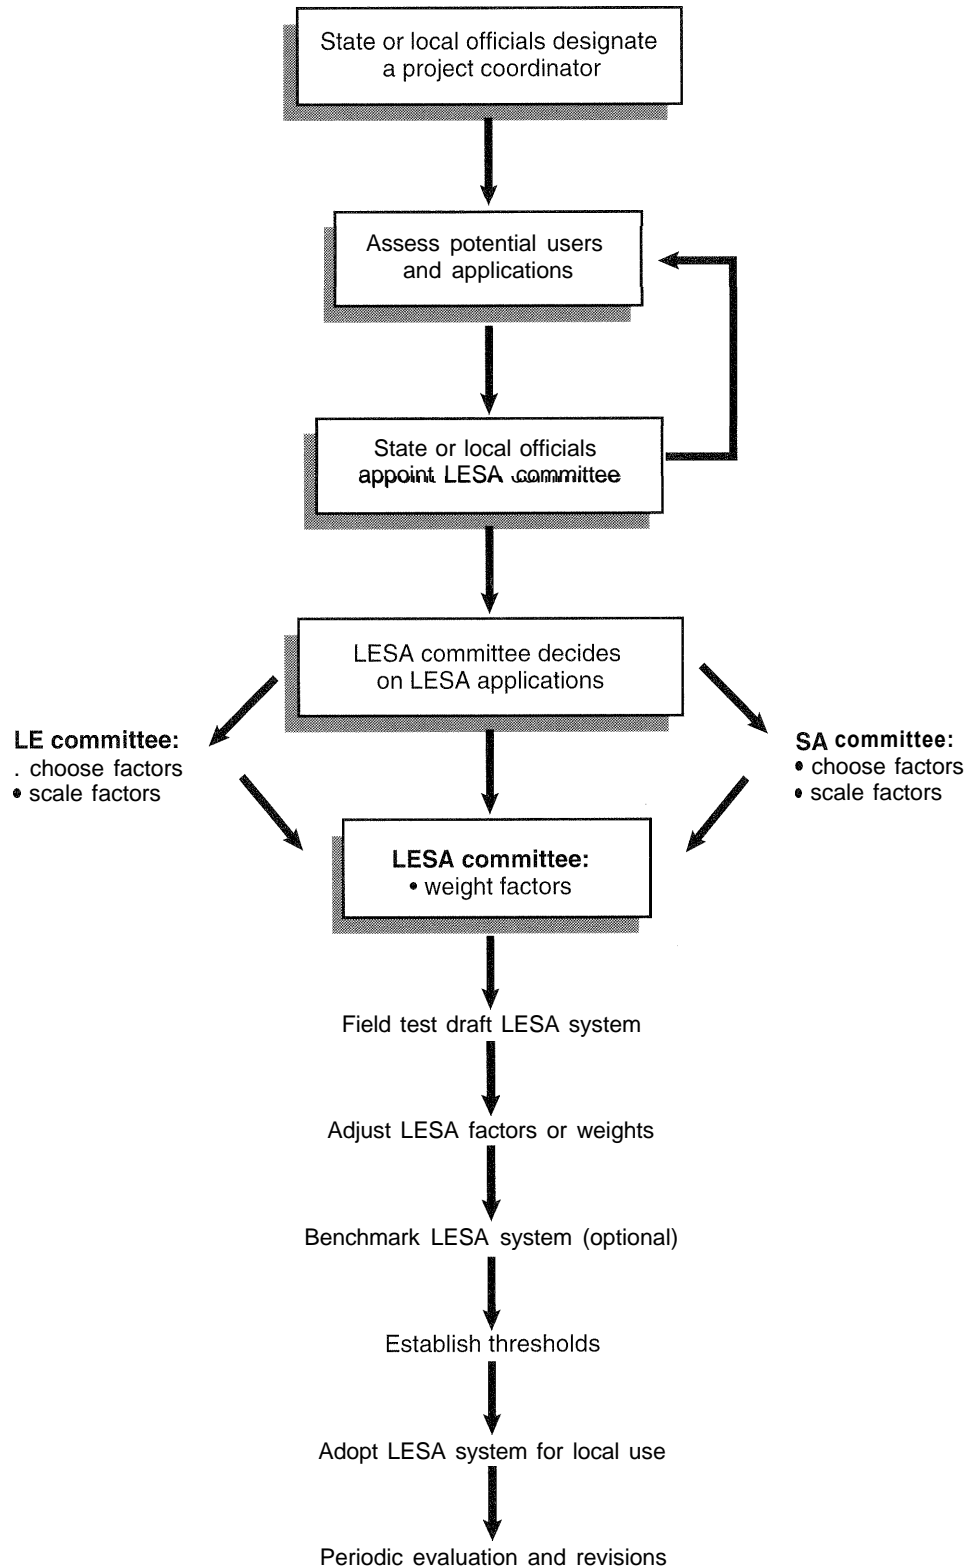 State or local officials designate
a project coordinator
Assess potential users
and applications
State or local officials
appoint LESA committee
LESA committee decides
on LESA applications
LE committee:
. choose factors
• scale factors
SA committee:
• choose factors
• scale factors
LESA committee:
• weight factors
Field test draft LESA system
Adjust LESA factors or weights
Benchmark LESA system (optional)
Establish thresholds
Adopt LESA system for local use
Periodic evaluation and revisions